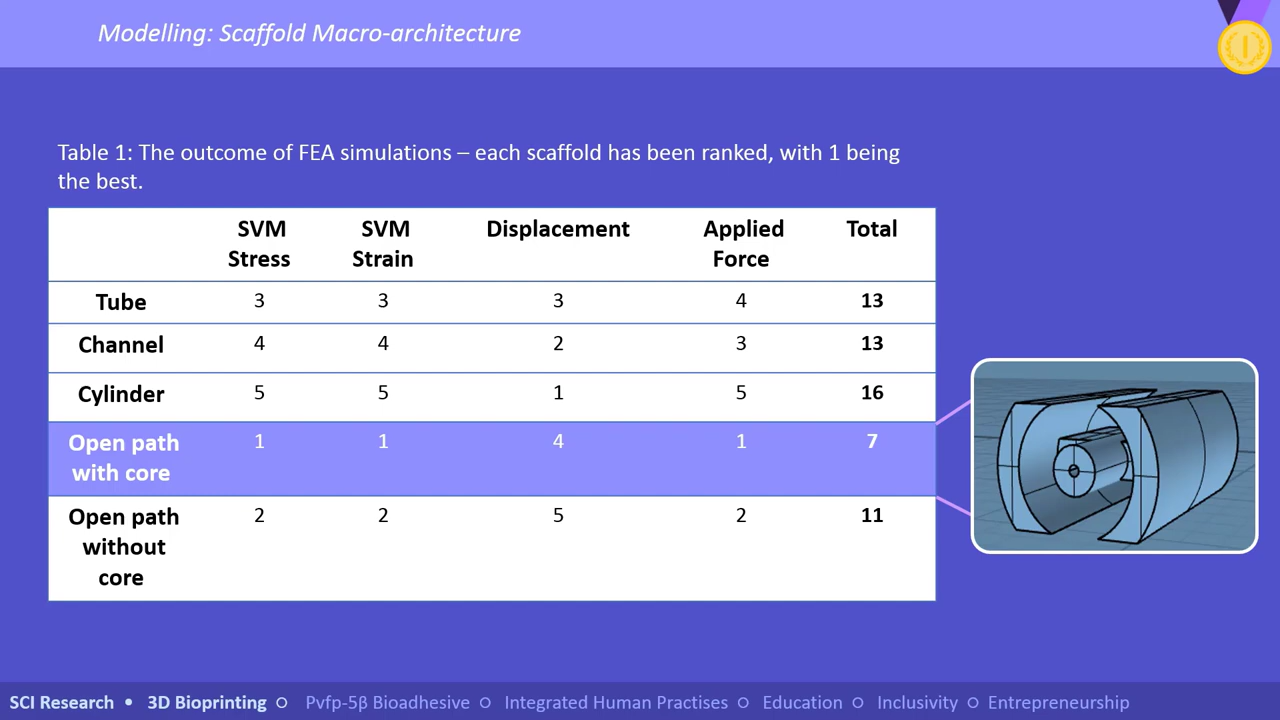 Modelling: Scaffold Macro-architecture
Table 1: The outcome of FEA simulations – each scaffold has been ranked, with 1 being
the best.
SVM Stress SVM Strain Displacement Applied Force Total
Tube 3 3 3 4 13
Channel 4 4 2 3 13
Cylinder 5 5 1 5 16
Open path with core 1 1 4 1 7
Open path without core 2 2 5 2 11
SCI Research • 3D Bioprinting ○ Pvfp-5β Bioadhesive ○ Integrated Human Practises ○ Education ○ Inclusivity ○ Entrepreneurship